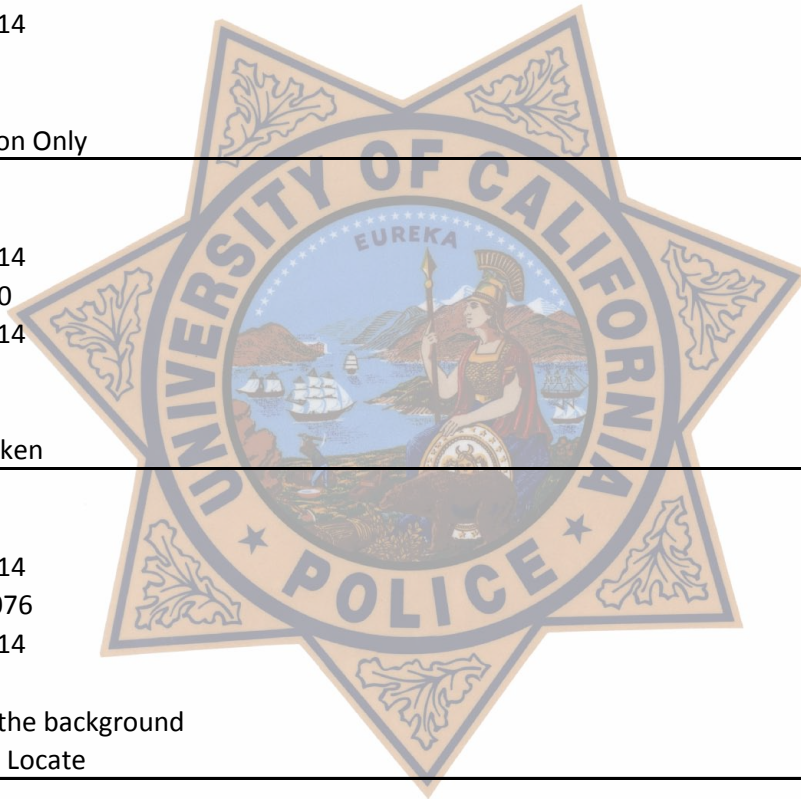 14
on Only
14
0
14
ken
14
076
14
the background
Locate
UNIVERSITY OF CALIFORNIA
POLICE
EUREKA